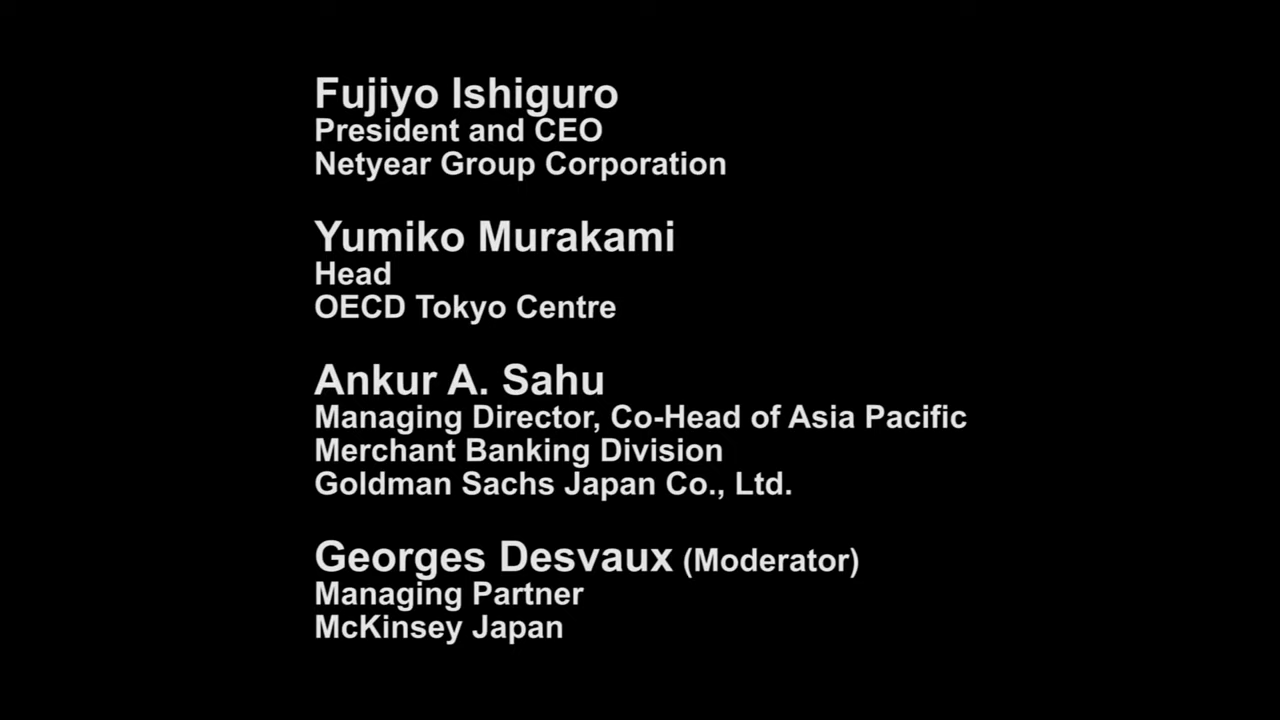 Fujiyo Ishiguro
President and CEO
Netyear Group Corporation
Yumiko Murakami
Head
OECD Tokyo Centre
Ankur A. Sahu
Managing Director, Co-Head of Asia Pacific
Merchant Banking Division
Goldman Sachs Japan Co., Ltd.
Georges Desvaux (Moderator)
Managing Partner
McKinsey Japan